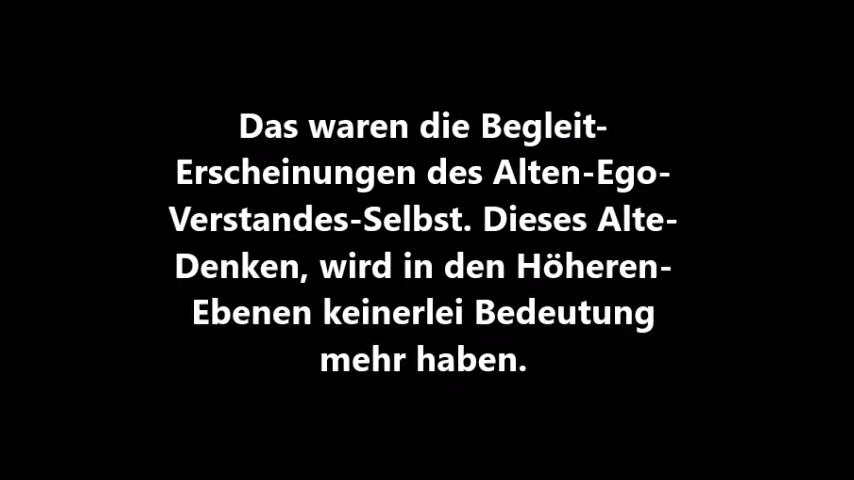 Das waren die Begleit-
Erscheinungen des Alten-Ego-
Verstandes-Selbst. Dieses Alte-
Denken, wird in den Höheren-
Ebenen keinerlei Bedeutung
mehr haben.